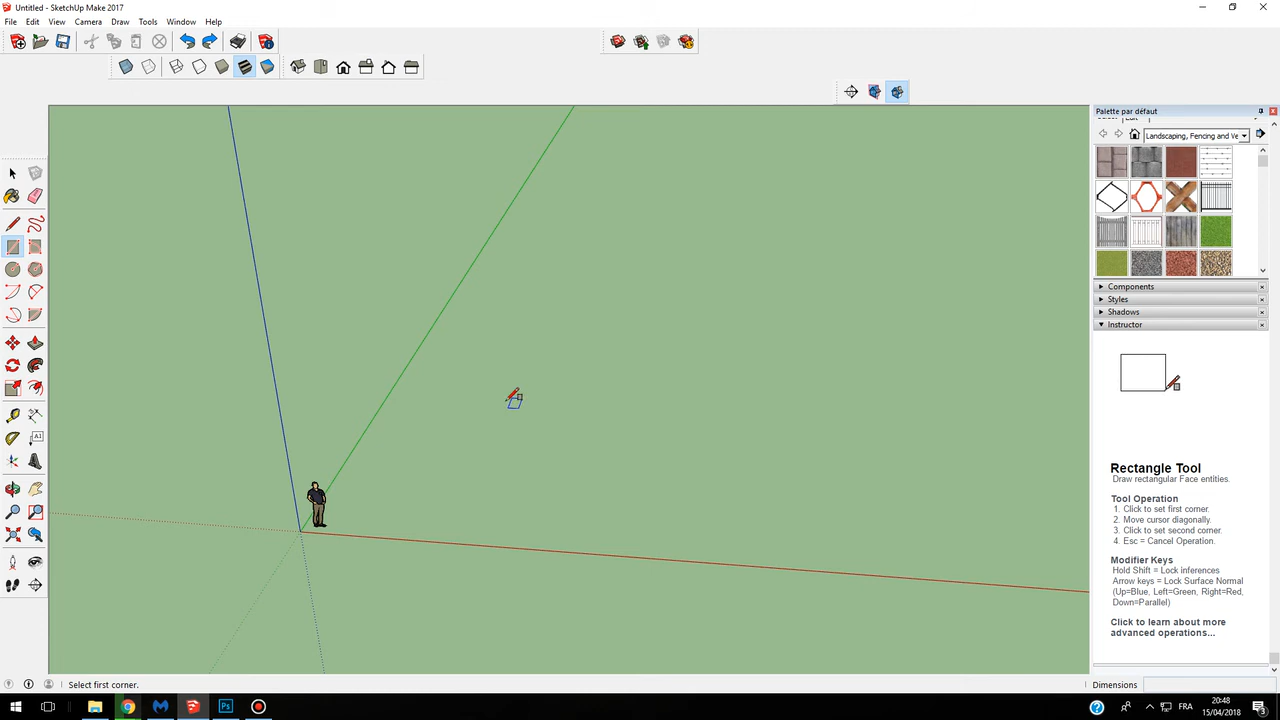 Untitled - SketchUp Make 2017
File Edit View Camera Draw Tools Window Help
Palette par défaut
Landscaping, Fencing and Ve
Components
Styles
Shadows
Instructor
Rectangle Tool
Draw rectangular Face entities.
Tool Operation
1. Click to set first corner.
2. Move cursor diagonally.
3. Click to set second corner.
4. Esc = Cancel Operation.
Modifier Keys
Hold Shift = Lock inferences
Arrow keys = Lock Surface Normal
(Up=Blue, Left=Green, Right=Red,
Down=Parallel)
Click to learn about more
advanced operations...
Select first corner.
Dimensions
FRA
20:48
15/04/2018